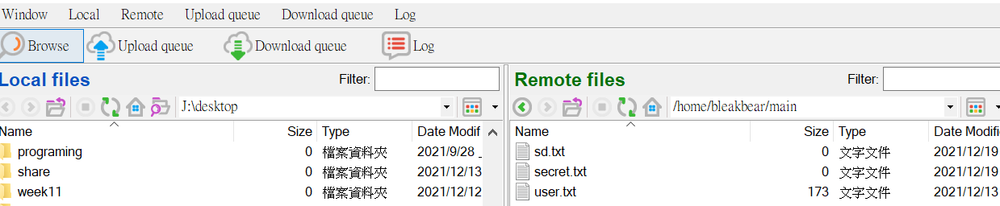 Window Local Remote Upload queue Download queue Log
Browse Upload queue Download queue Log
Local files Filter:
J:\desktop
Name Size Type Date Modif
programing 0 檔案資料夾 2021/9/28
share 0 檔案資料夾 2021/12/13
week11 0 檔案資料夾 2021/12/12
Remote files Filter:
/home/bleakbear/main
Name Size Type Date Modifie
sd.txt 0 文字文件 2021/12/19
secret.txt 0 文字文件 2021/12/19
user.txt 173 文字文件 2021/12/13